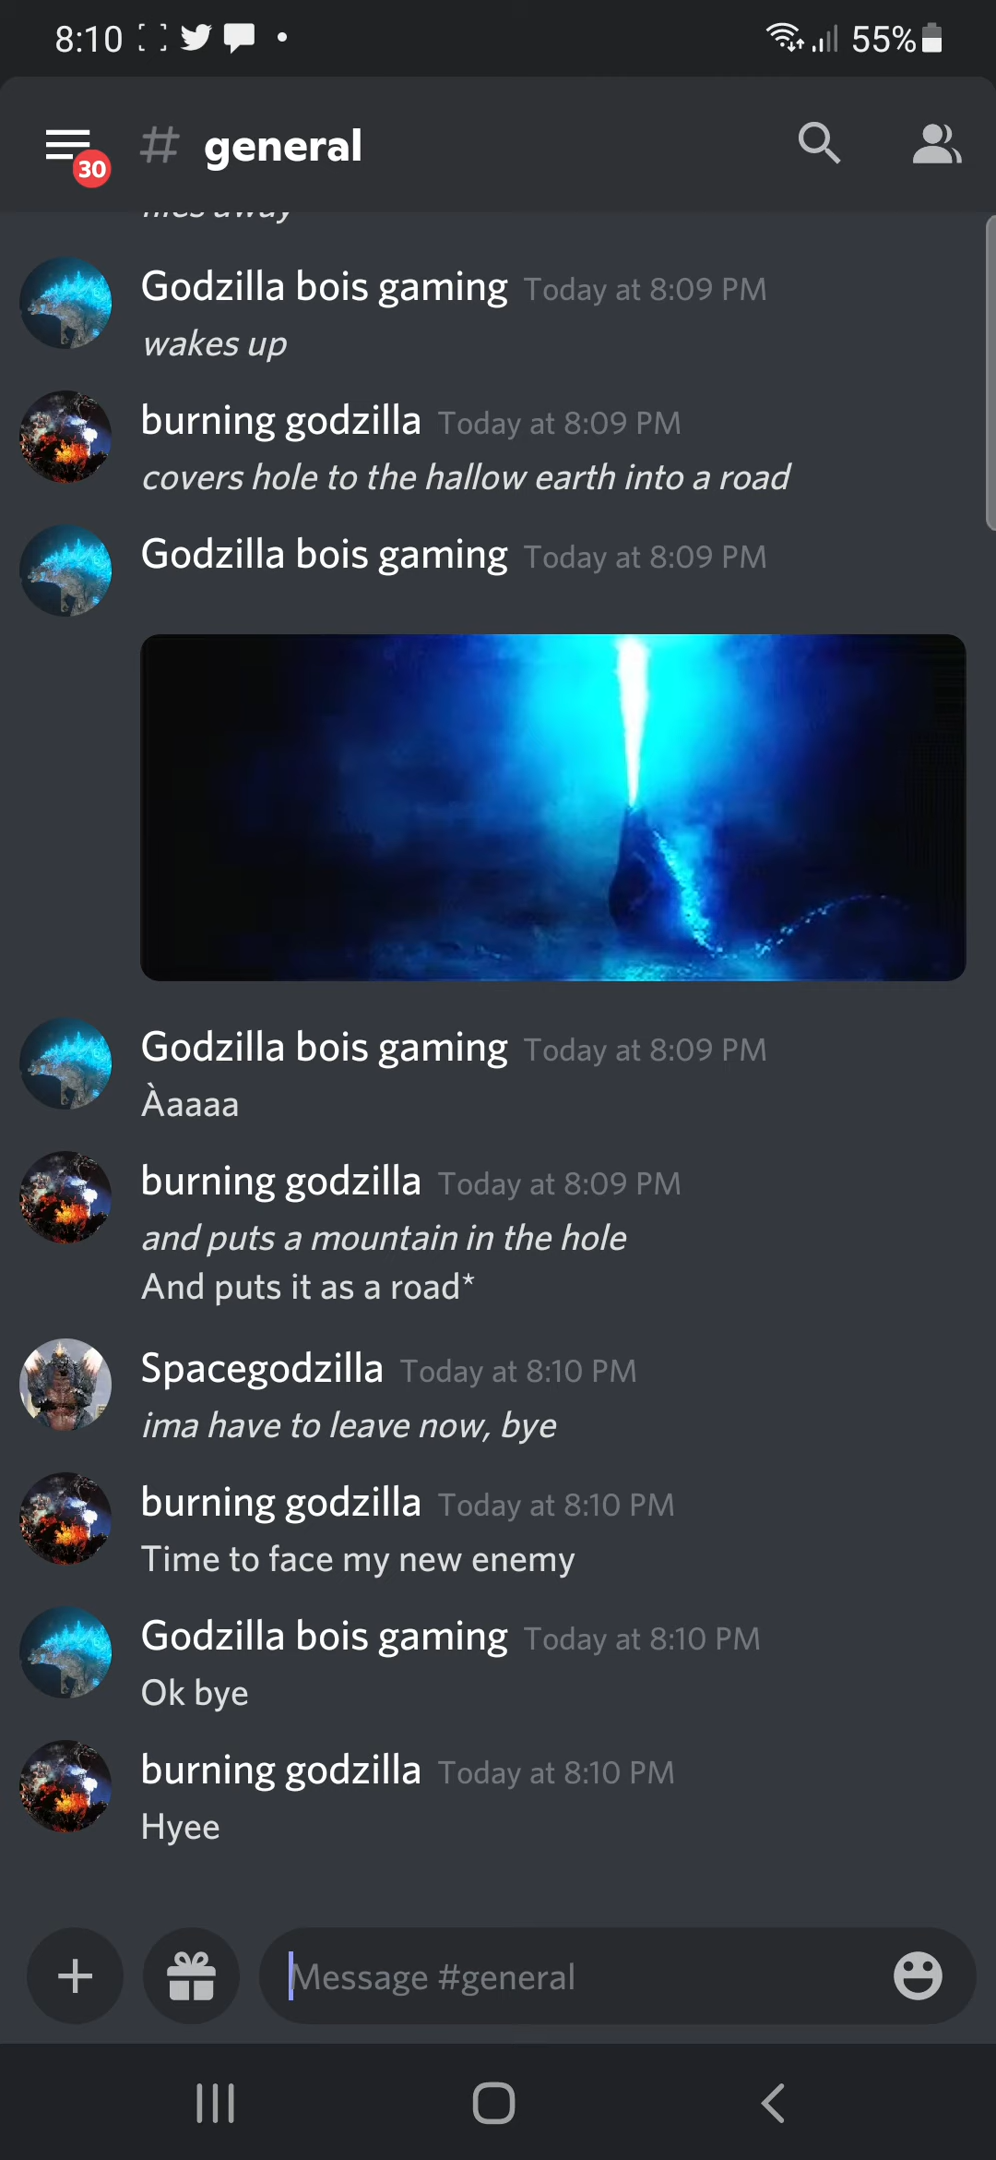 8:10
55%
30
# general
flies away
Godzilla bois gaming Today at 8:09 PM
wakes up
burning godzilla Today at 8:09 PM
covers hole to the hallow earth into a road
Godzilla bois gaming Today at 8:09 PM
Godzilla bois gaming Today at 8:09 PM
Àaaaa
burning godzilla Today at 8:09 PM
and puts a mountain in the hole
And puts it as a road*
Spacegodzilla Today at 8:10 PM
ima have to leave now, bye
burning godzilla Today at 8:10 PM
Time to face my new enemy
Godzilla bois gaming Today at 8:10 PM
Ok bye
burning godzilla Today at 8:10 PM
Hyee
Message #general